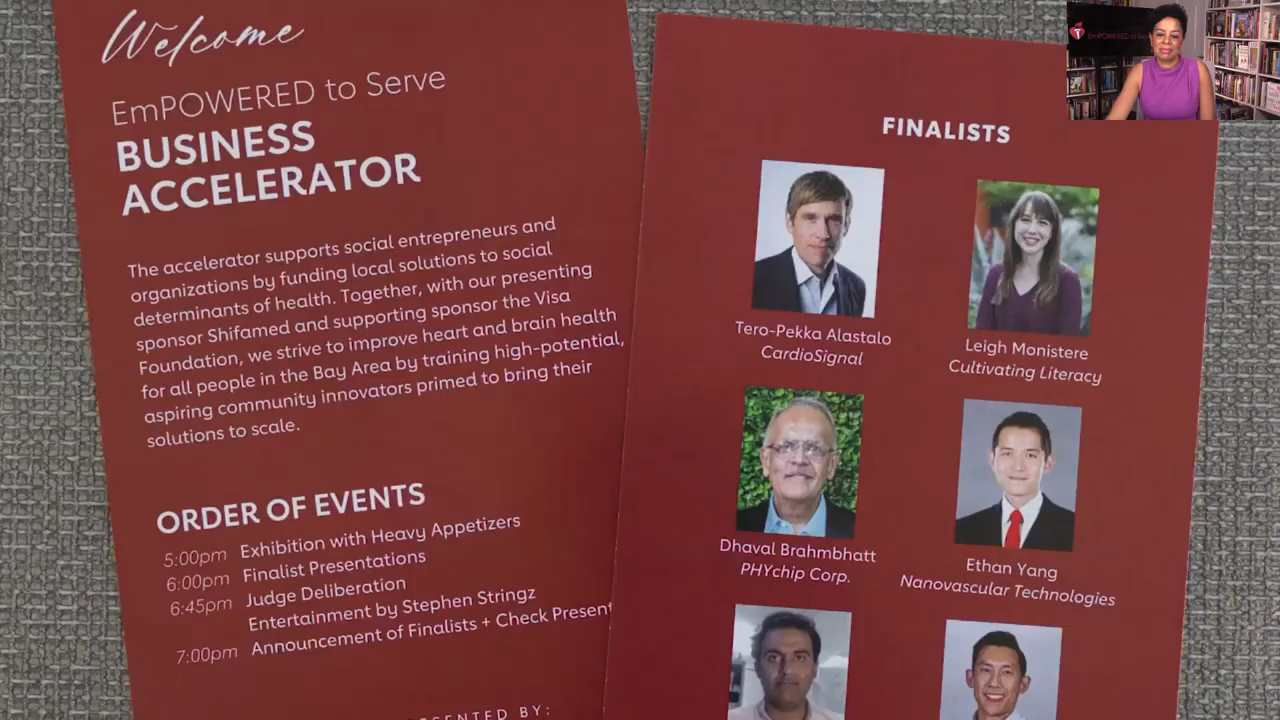 Welcome
EmPOWERED to Serve
BUSINESS
ACCELERATOR
The accelerator supports social entrepreneurs and
organizations by funding local solutions to social
determinants of health. Together, with our presenting
sponsor Shifamed and supporting sponsor the Visa
Foundation, we strive to improve heart and brain health
for all people in the Bay Area by training high-potential,
aspiring community innovators primed to bring their
solutions to scale.
ORDER OF EVENTS
5:00pm Exhibition with Heavy Appetizers
6:00pm Finalist Presentations
6:45pm Judge Deliberation
Entertainment by Stephen Stringz
7:00pm Announcement of Finalists + Check Present
ESENTED BY:
FINALISTS
Tero-Pekka Alastalo
CardioSignal
Leigh Monistere
Cultivating Literacy
Dhaval Brahmbhatt
PHYchip Corp.
Ethan Yang
Nanovascular Technologies
EmPOWERED to Serv